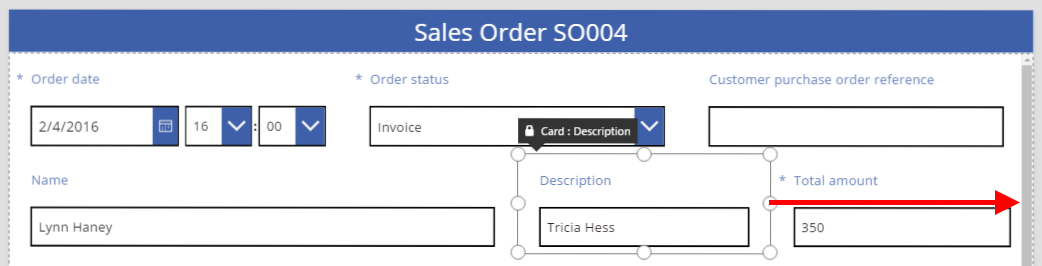 Sales Order SO004
* Order date * Order status Customer purchase order reference
2/4/2016 16 : 00 Invoice
Card : Description
Name Description * Total amount
Lynn Haney Tricia Hess 350